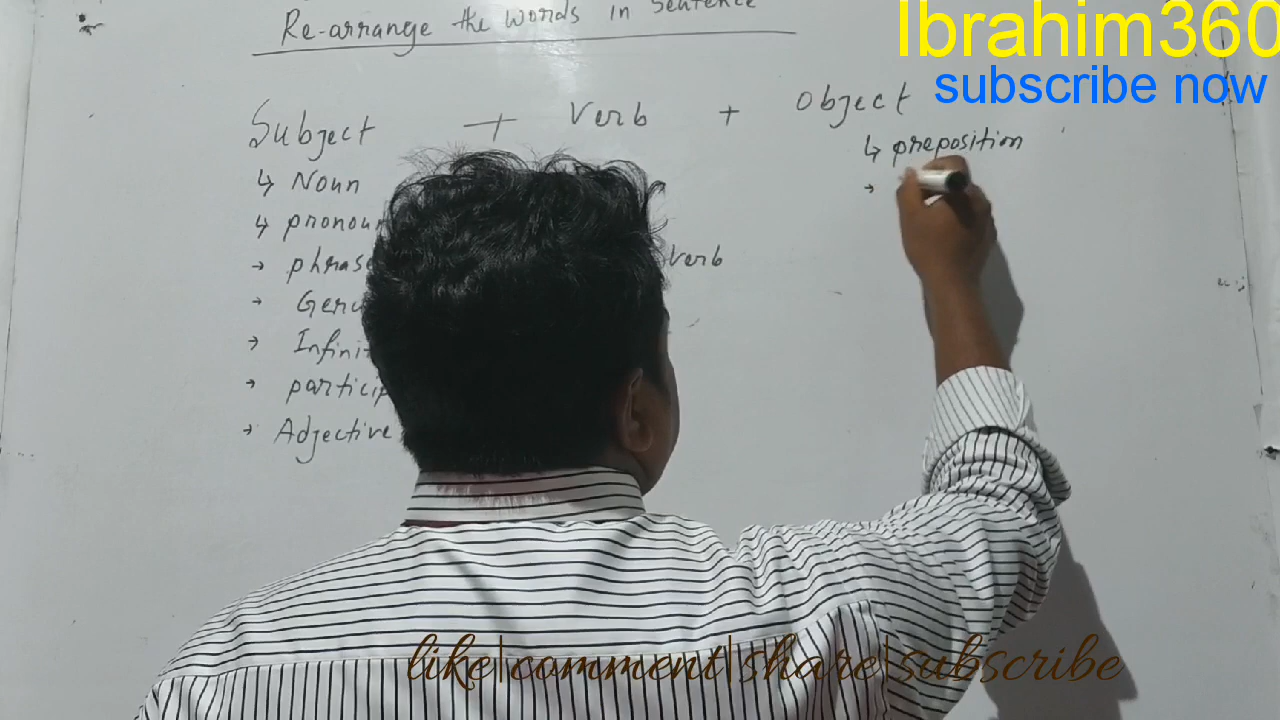 Re-arrange the words in Sentence
Ibrahim360
subscribe now
Subject + Verb + Object
↳ preposition
↳ Noun
↳ pronoun
→ phrase
verb
→ Geru
→ Infinit
→ particip
→ Adjective
like|comment|share|subscribe